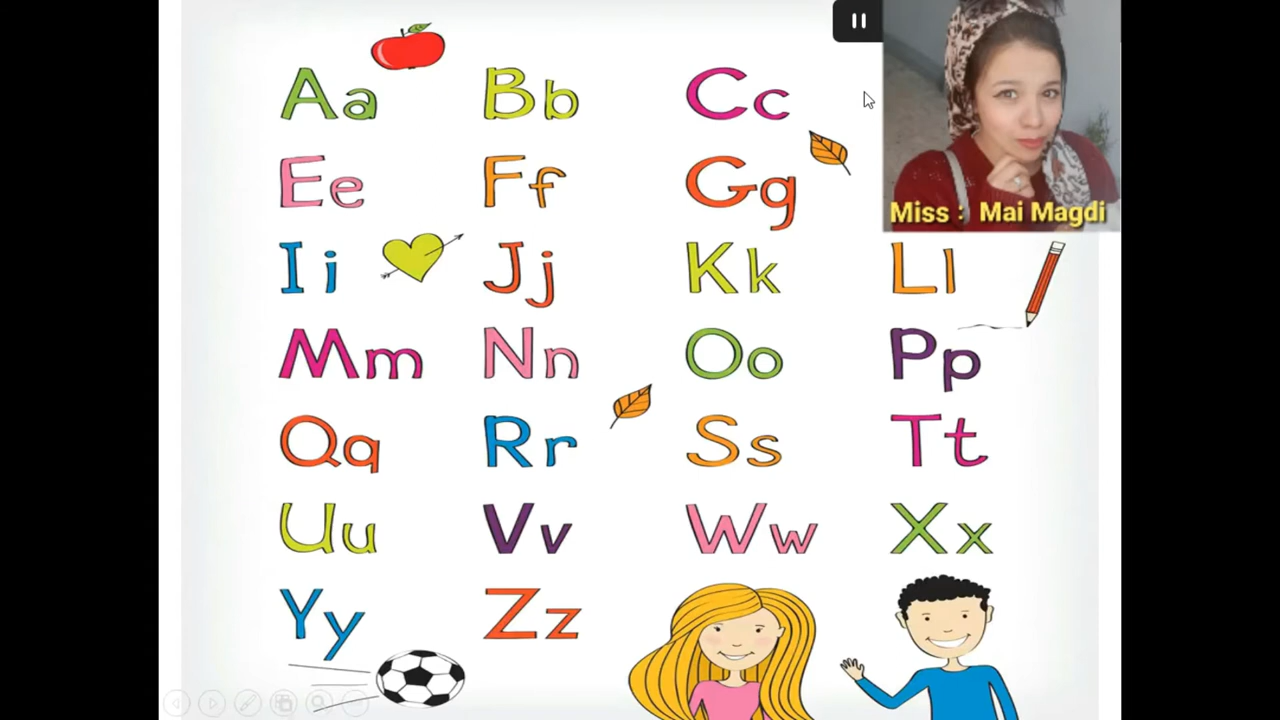 Aa Bb Cc
Ee Ff Gg
Miss : Mai Magdi
Ii Jj Kk Ll
Mm Nn Oo Pp
Qq Rr Ss Tt
Uu Vv Ww Xx
Yy Zz